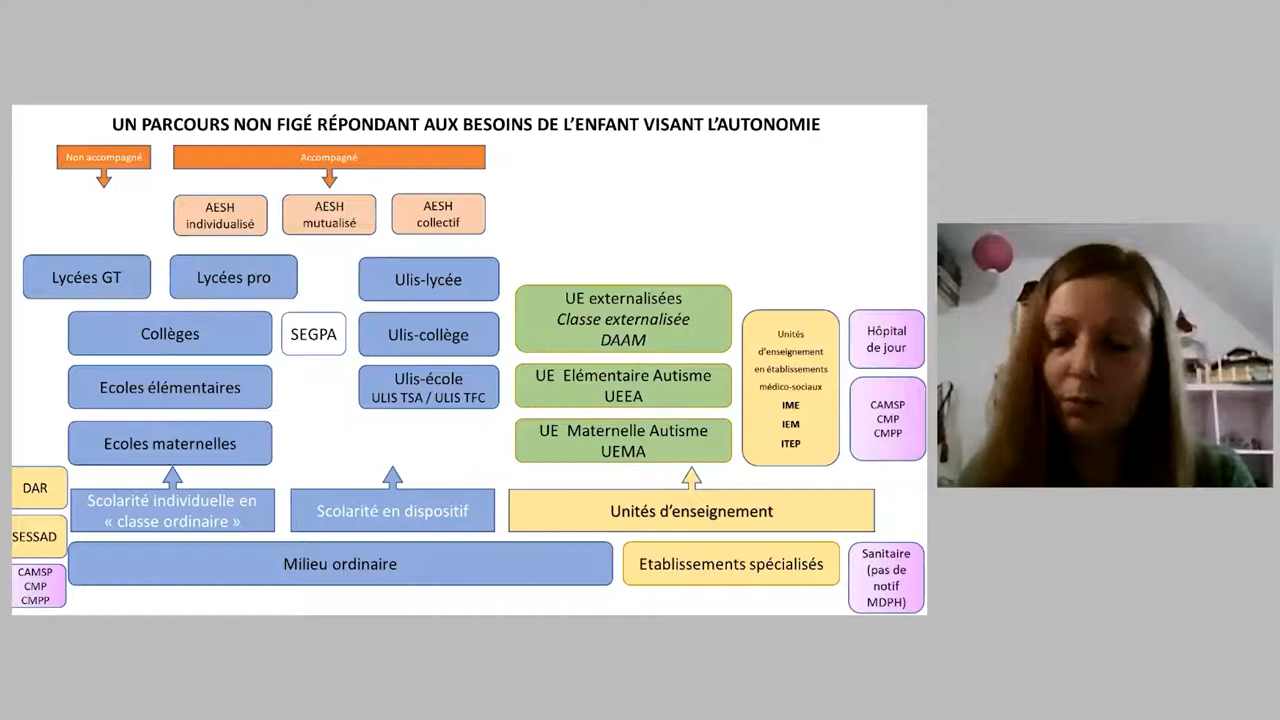 UN PARCOURS NON FIGÉ RÉPONDANT AUX BESOINS DE L'ENFANT VISANT L'AUTONOMIE
Non accompagné
Accompagné
AESH
individualisé
AESH
mutualisé
AESH
collectif
Lycées GT
Lycées pro
Ulis-lycée
UE externalisées
Classe externalisée
DAAM
Collèges
SEGPA
Ulis-collège
Unités
d'enseignement
en établissements
médico-sociaux
IME
IEM
ITEP
Hôpital
de jour
Ecoles élémentaires
Ulis-école
ULIS TSA / ULIS TFC
UE Elémentaire Autisme
UEEA
CAMSP
CMP
CMPP
Ecoles maternelles
UE Maternelle Autisme
UEMA
DAR
Scolarité individuelle en
« classe ordinaire »
Scolarité en dispositif
Unités d'enseignement
SESSAD
Milieu ordinaire
Etablissements spécialisés
Sanitaire
(pas de
notif
MDPH)
CAMSP
CMP
CMPP